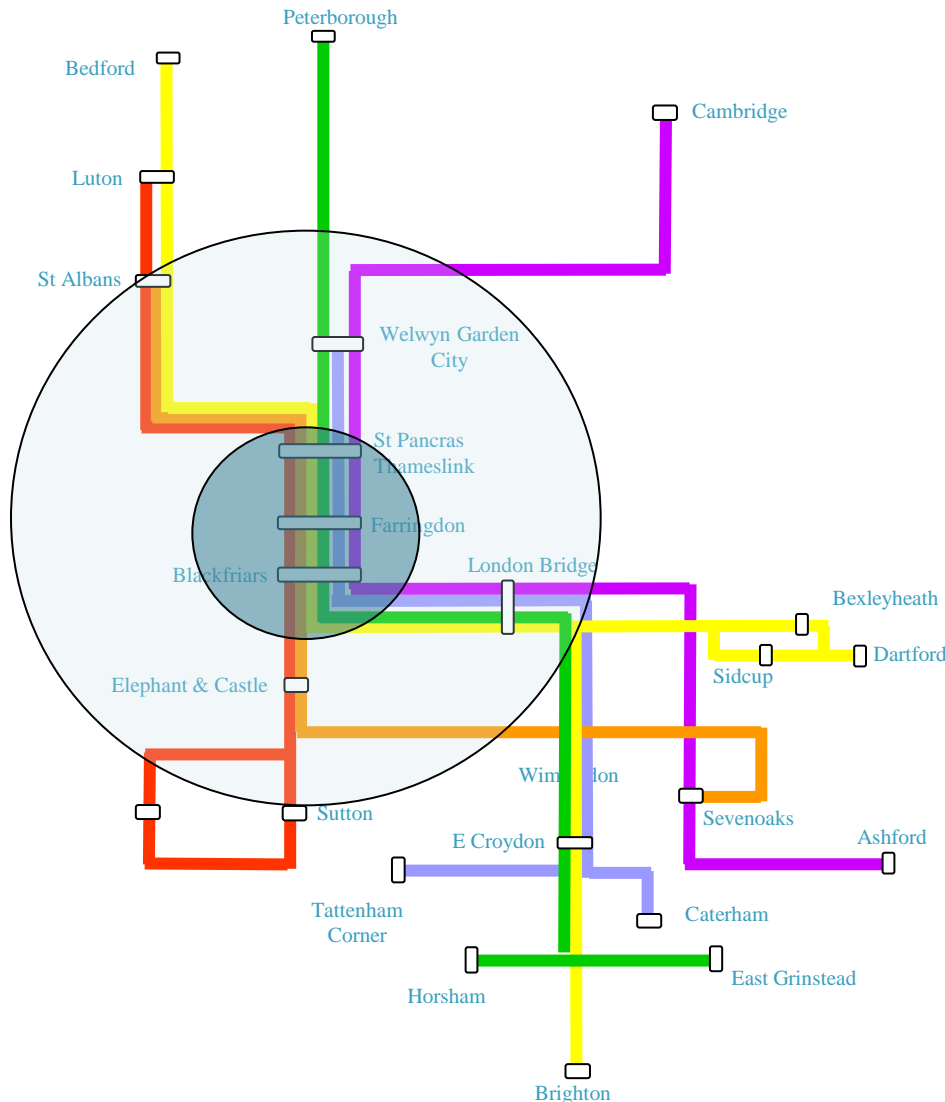 Peterborough
Bedford
Cambridge
Luton
St Albans
Welwyn Garden
City
St Pancras
Thameslink
Farringdon
London Bridge
Blackfriars
Bexleyheath
Dartford
Sidcup
Elephant & Castle
Wimbledon
Sutton
Sevenoaks
E Croydon
Ashford
Tattenham
Corner
Caterham
East Grinstead
Horsham
Brighton